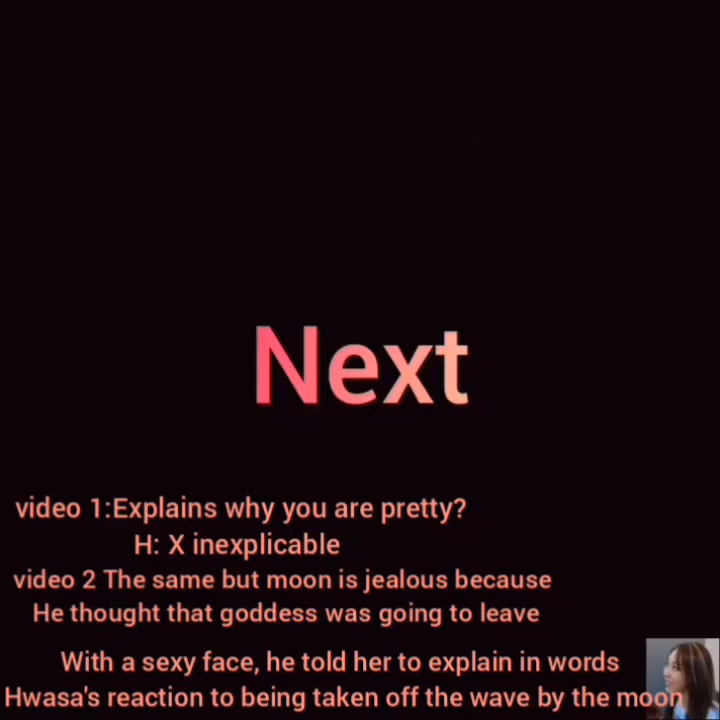 Next
video 1:Explains why you are pretty?
H: X inexplicable
video 2 The same but moon is jealous because
He thought that goddess was going to leave
With a sexy face, he told her to explain in words
Hwasa's reaction to being taken off the wave by the moon